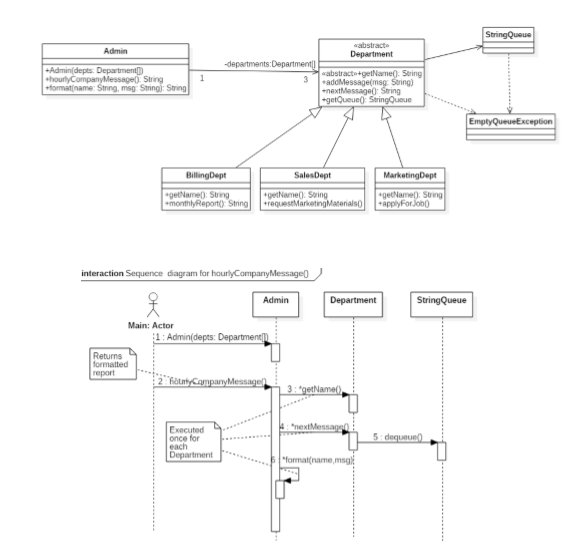 Admin
+Admin(depts: Department[])
+hourlyCompanyMessage(): String
+format(name: String, msg: String): String
-departments:Department[]
1
3
«abstract»
Department
«abstract»+getName(): String
+addMessage(msg: String)
+nextMessage(): String
+getQueue(): StringQueue
StringQueue
EmptyQueueException
BillingDept
+getName(): String
+monthlyReport(): String
SalesDept
+getName(): String
+requestMarketingMaterials()
MarketingDept
+getName(): String
+applyForJob()
interaction Sequence diagram for hourlyCompanyMessage()
Main: Actor
Admin
Department
StringQueue
1 : Admin(depts: Department[])
Returns
formatted
report
2 : hourlyCompanyMessage()
3 : *getName()
Executed
once for
each
Department
4 : *nextMessage()
5 : dequeue()
6 : *format(name,msg)